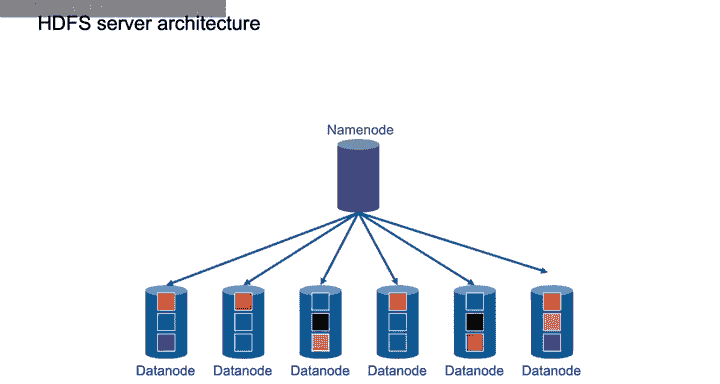 HDFS server architecture
Namenode
Datanode
Datanode
Datanode
Datanode
Datanode
Datanode